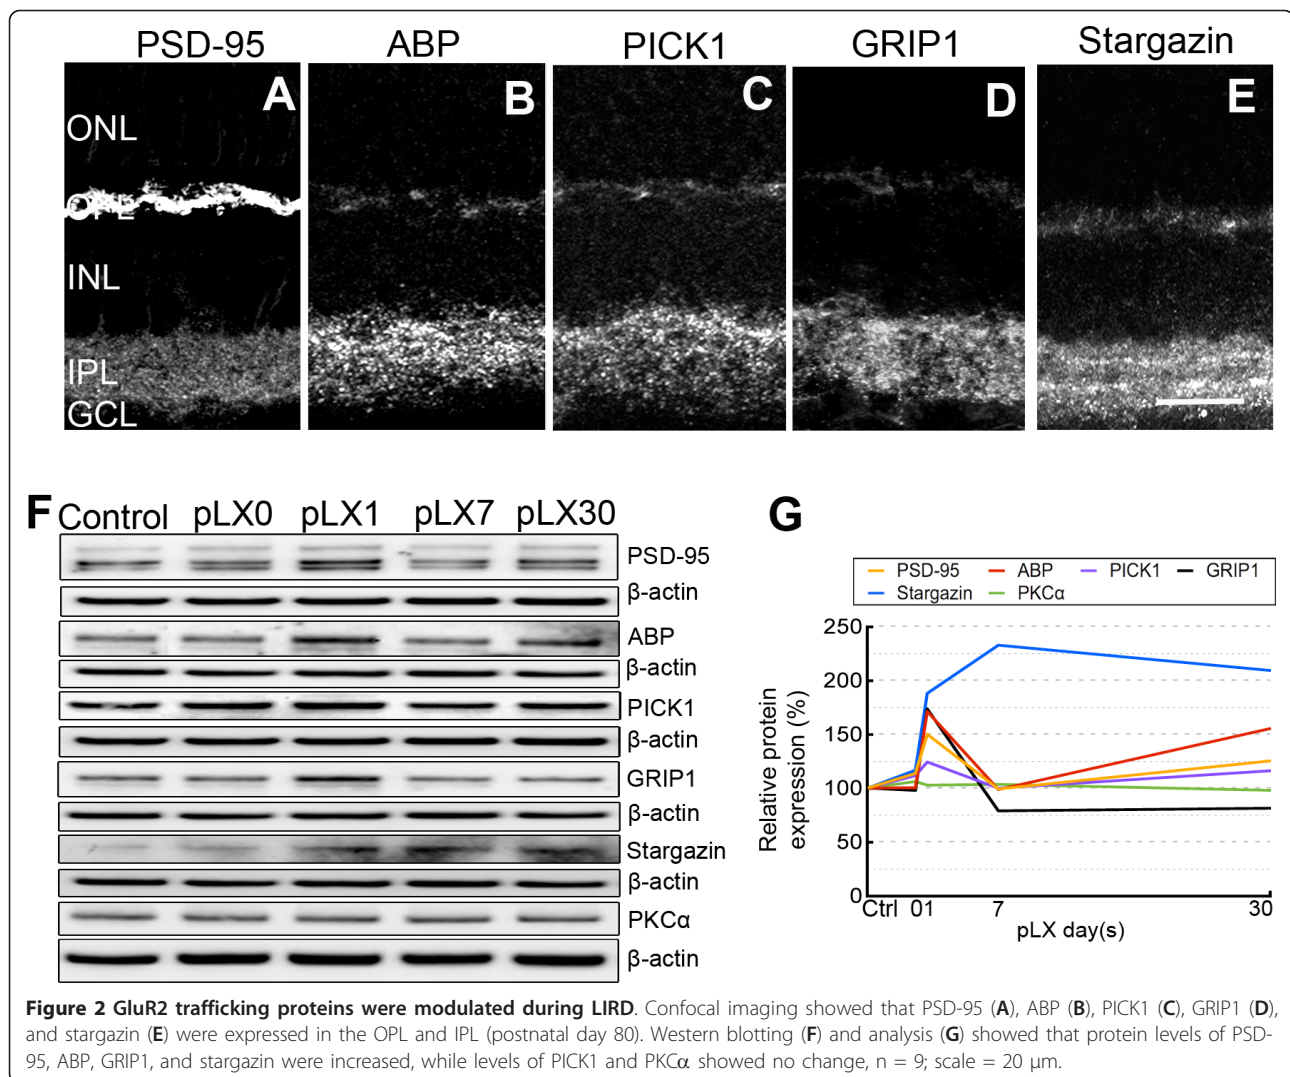 PSD-95 ABP PICK1 GRIP1 Stargazin
A B C D E
ONL
OPL
INL
IPL
GCL
F Control pLX0 pLX1 pLX7 pLX30
PSD-95
β-actin
ABP
β-actin
PICK1
β-actin
GRIP1
β-actin
Stargazin
β-actin
PKCα
β-actin
G
PSD-95 ABP PICK1 GRIP1
Stargazin PKCα
Relative protein
expression (%)
250
200
150
100
50
0
Ctrl 0 1 7 30
pLX day(s)
Figure 2 GluR2 trafficking proteins were modulated during LIRD. Confocal imaging showed that PSD-95 (A), ABP (B), PICK1 (C), GRIP1 (D),
and stargazin (E) were expressed in the OPL and IPL (postnatal day 80). Western blotting (F) and analysis (G) showed that protein levels of PSD-
95, ABP, GRIP1, and stargazin were increased, while levels of PICK1 and PKCα showed no change, n = 9; scale = 20 μm.